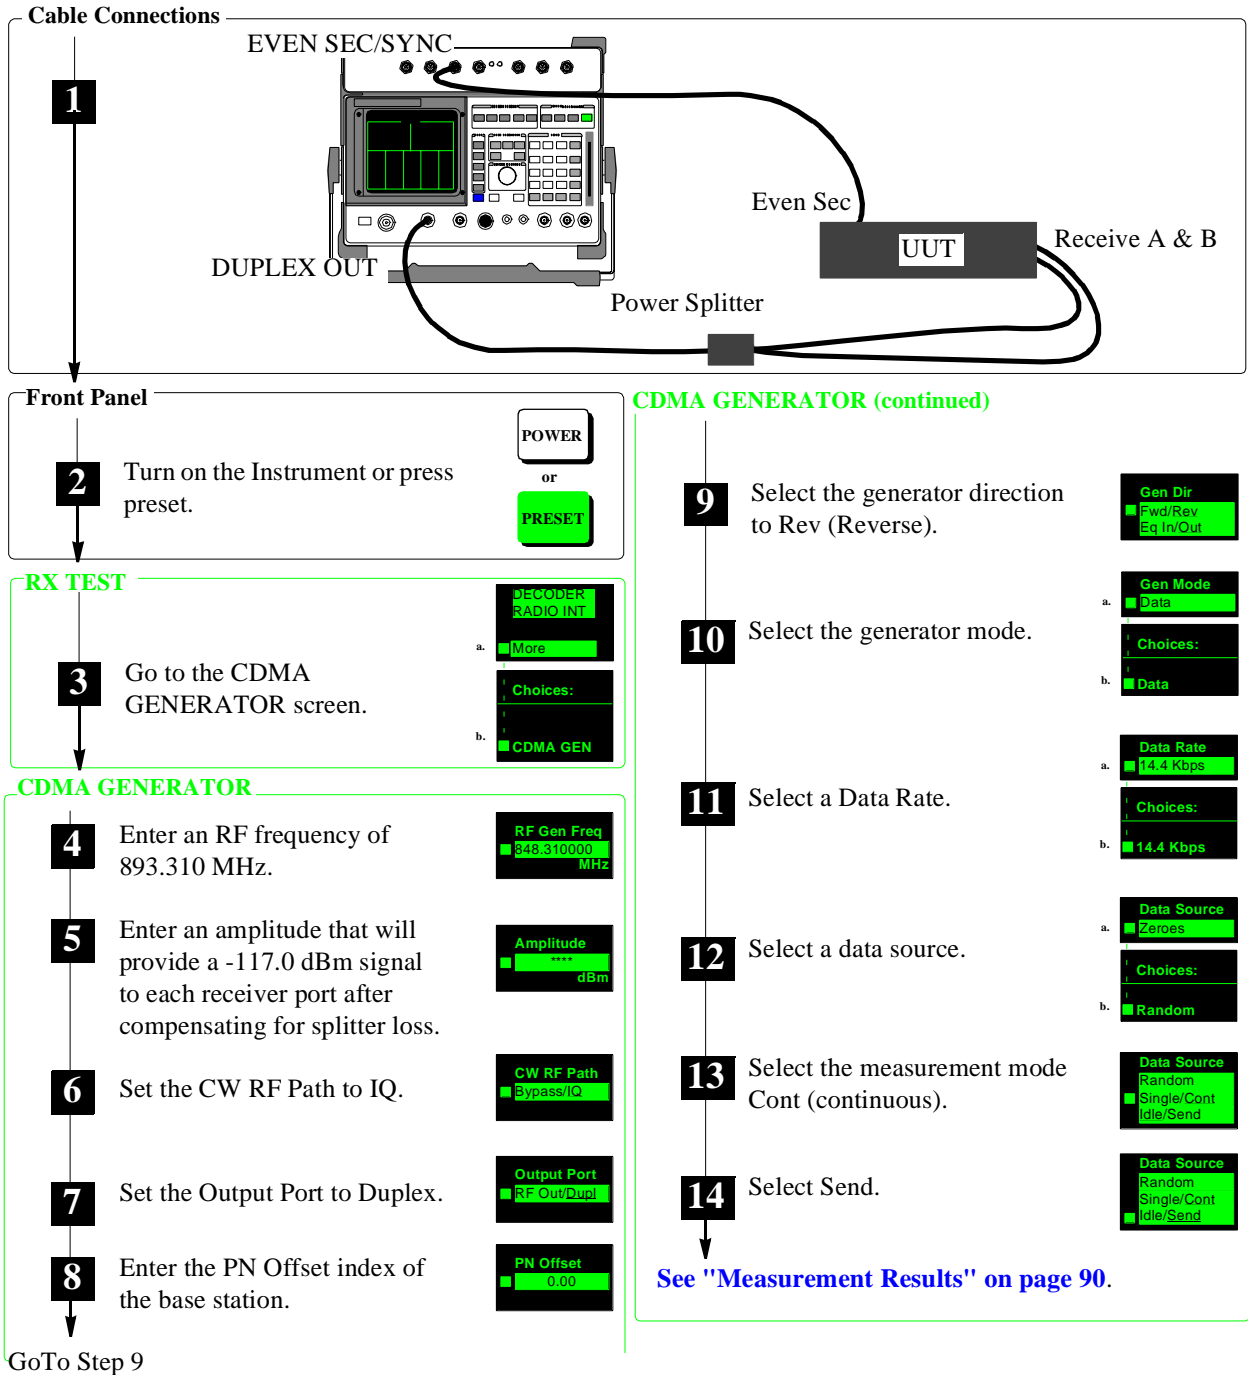 Cable Connections
EVEN SEC/SYNC
1
Even Sec
UUT
Receive A & B
DUPLEX OUT
Power Splitter
Front Panel
2
Turn on the Instrument or press
preset.
POWER
or
PRESET
RX TEST
3
Go to the CDMA
GENERATOR screen.
DECODER
RADIO INT
a.
More
Choices:
b.
CDMA GEN
CDMA GENERATOR
4
Enter an RF frequency of
893.310 MHz.
RF Gen Freq
848.310000
MHz
5
Enter an amplitude that will
provide a -117.0 dBm signal
to each receiver port after
compensating for splitter loss.
Amplitude
****
dBm
6
Set the CW RF Path to IQ.
CW RF Path
Bypass/IQ
7
Set the Output Port to Duplex.
Output Port
RF Out/Dupl
8
Enter the PN Offset index of
the base station.
PN Offset
0.00
GoTo Step 9
CDMA GENERATOR (continued)
9
Select the generator direction
to Rev (Reverse).
Gen Dir
Fwd/Rev
Eq In/Out
10
Select the generator mode.
Gen Mode
a.
Data
Choices:
b.
Data
11
Select a Data Rate.
Data Rate
a.
14.4 Kbps
Choices:
b.
14.4 Kbps
12
Select a data source.
Data Source
a.
Zeroes
Choices:
b.
Random
13
Select the measurement mode
Cont (continuous).
Data Source
Random
Single/Cont
Idle/Send
14
Select Send.
Data Source
Random
Single/Cont
Idle/Send
See "Measurement Results" on page 90.